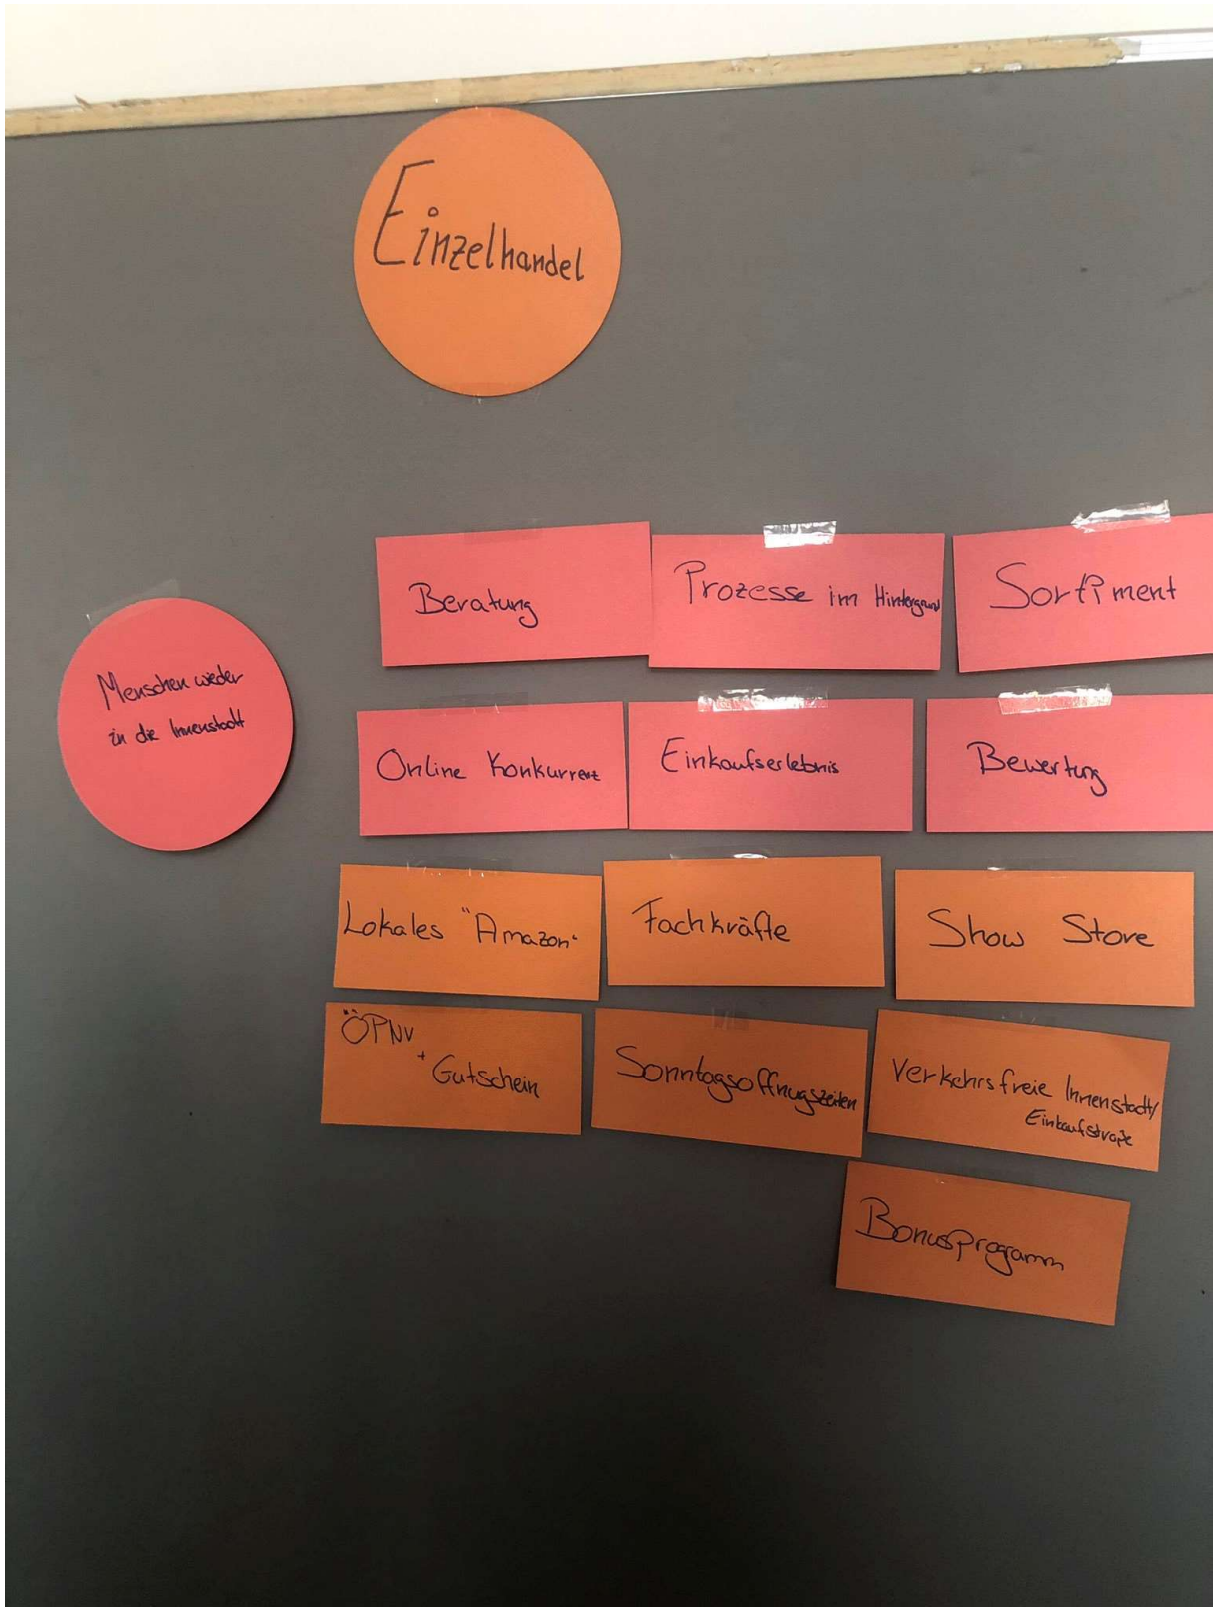 Einzelhandel
Menschen wieder
in die Innenstadt
Beratung
Prozesse im Hintergrund
Sortiment
Online Konkurrenz
Einkaufserlebnis
Bewertung
Lokales "Amazon"
Fachkräfte
Show Store
ÖPNV
+ Gutschein
Sonntagsöffnugszeiten
Verkehrsfreie Innenstadt/
Einkaufstraße
Bonusprogramm